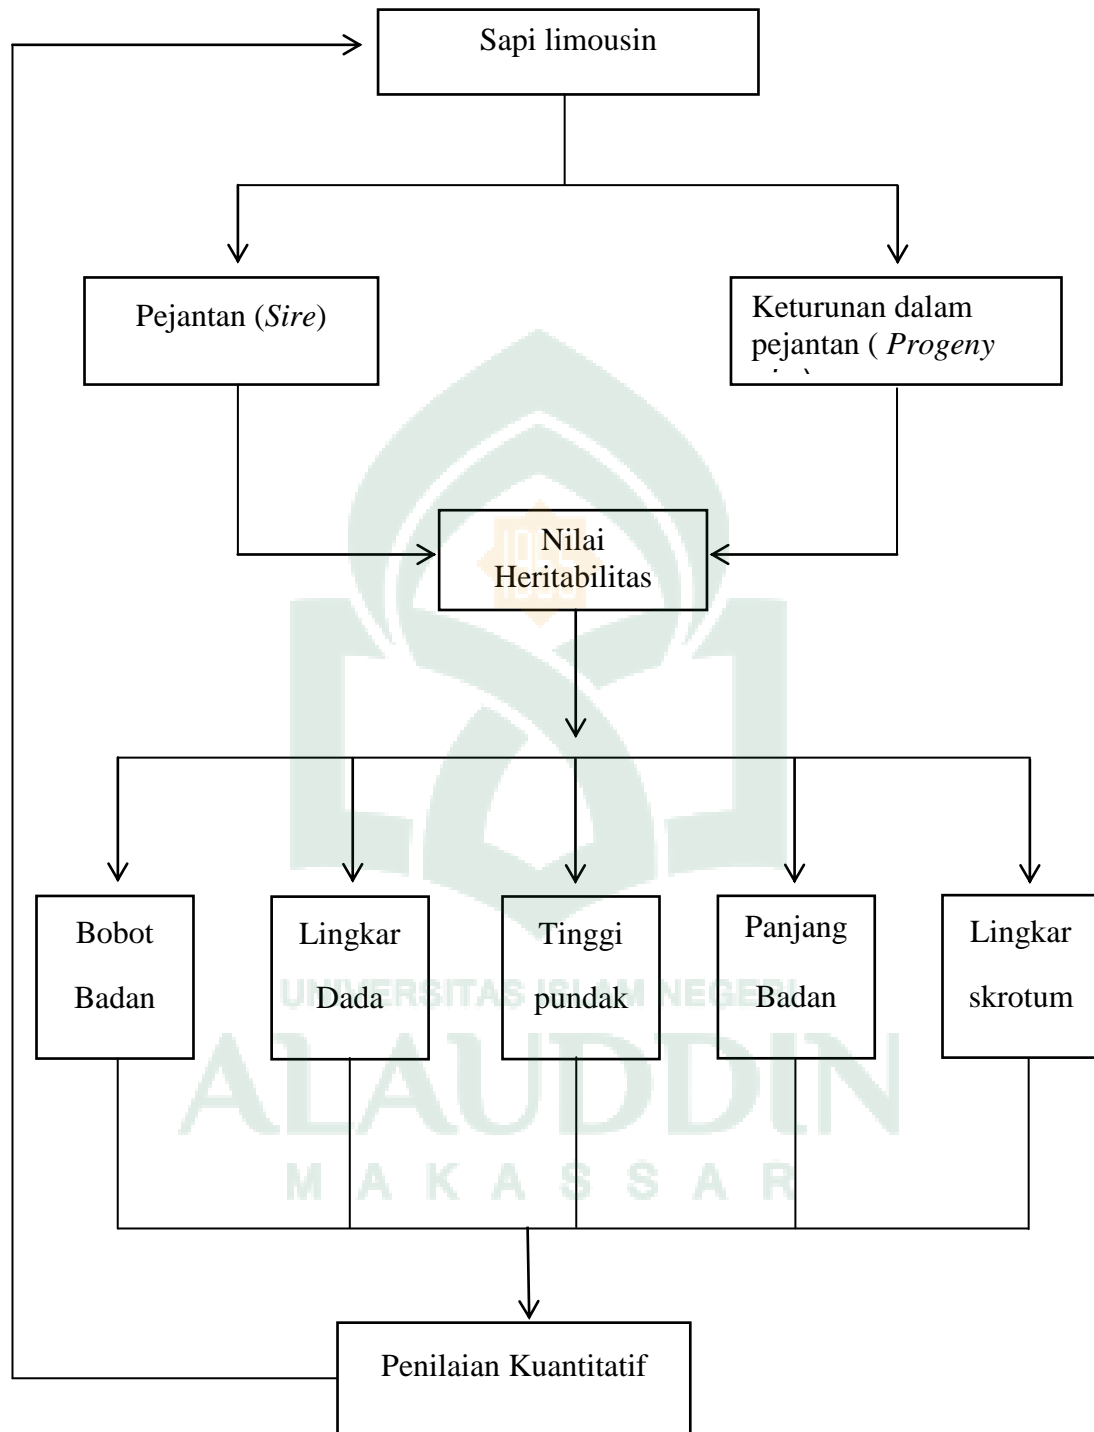 Sapi limousin
Pejantan (Sire)
Keturunan dalam
pejantan ( Progeny
Nilai
Heritabilitas
Bobot
Badan
Lingkar
Dada
Tinggi
pundak
Panjang
Badan
Lingkar
skrotum
UNIVERSITAS ISLAM NEGERI
ALAUDDIN
MAKASSAR
Penilaian Kuantitatif